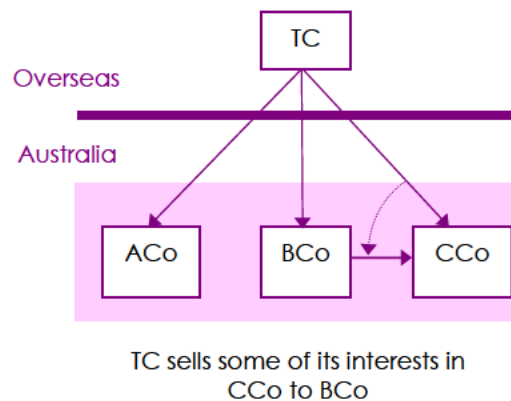 TC
Overseas
Australia
ACo
BCo
CCo
TC sells some of its interests in
CCo to BCo